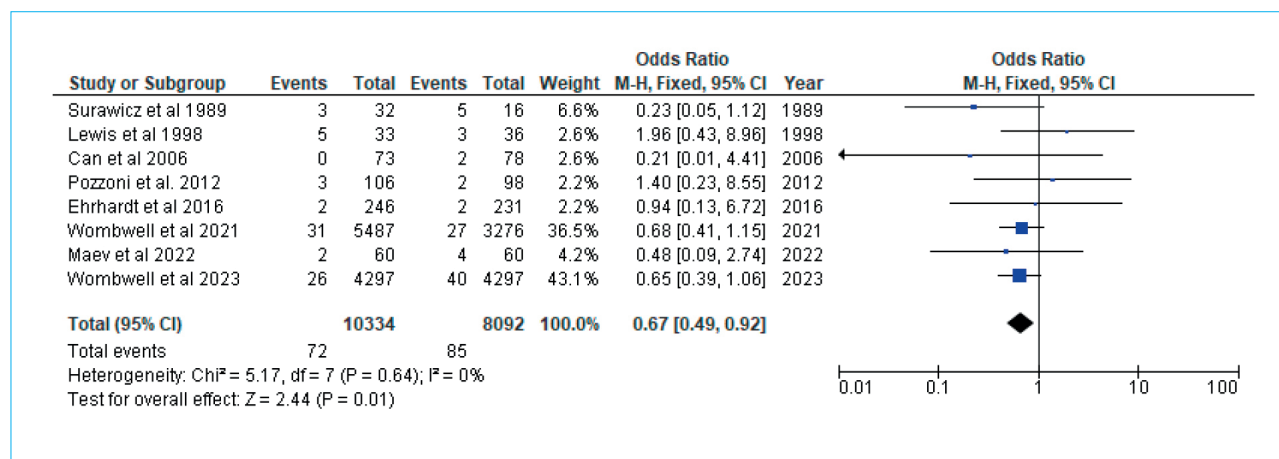 Odds Ratio Odds Ratio
Study or Subgroup Events Total Events Total Weight M-H, Fixed, 95% CI Year M-H, Fixed, 95% CI
Surawicz et al 1989 3 32 5 16 6.6% 0.23 [0.05, 1.12] 1989
Lewis et al 1998 5 33 3 36 2.6% 1.96 [0.43, 8.96] 1998
Can et al 2006 0 73 2 78 2.6% 0.21 [0.01, 4.41] 2006
Pozzoni et al. 2012 3 106 2 98 2.2% 1.40 [0.23, 8.55] 2012
Ehrhardt et al 2016 2 246 2 231 2.2% 0.94 [0.13, 6.72] 2016
Wombwell et al 2021 31 5487 27 3276 36.5% 0.68 [0.41, 1.15] 2021
Maev et al 2022 2 60 4 60 4.2% 0.48 [0.09, 2.74] 2022
Wombwell et al 2023 26 4297 40 4297 43.1% 0.65 [0.39, 1.06] 2023
Total (95% CI) 10334 8092 100.0% 0.67 [0.49, 0.92]
Total events 72 85
Heterogeneity: Chi² = 5.17, df = 7 (P = 0.64); I² = 0%
Test for overall effect: Z = 2.44 (P = 0.01)
0.01 0.1 1 10 100